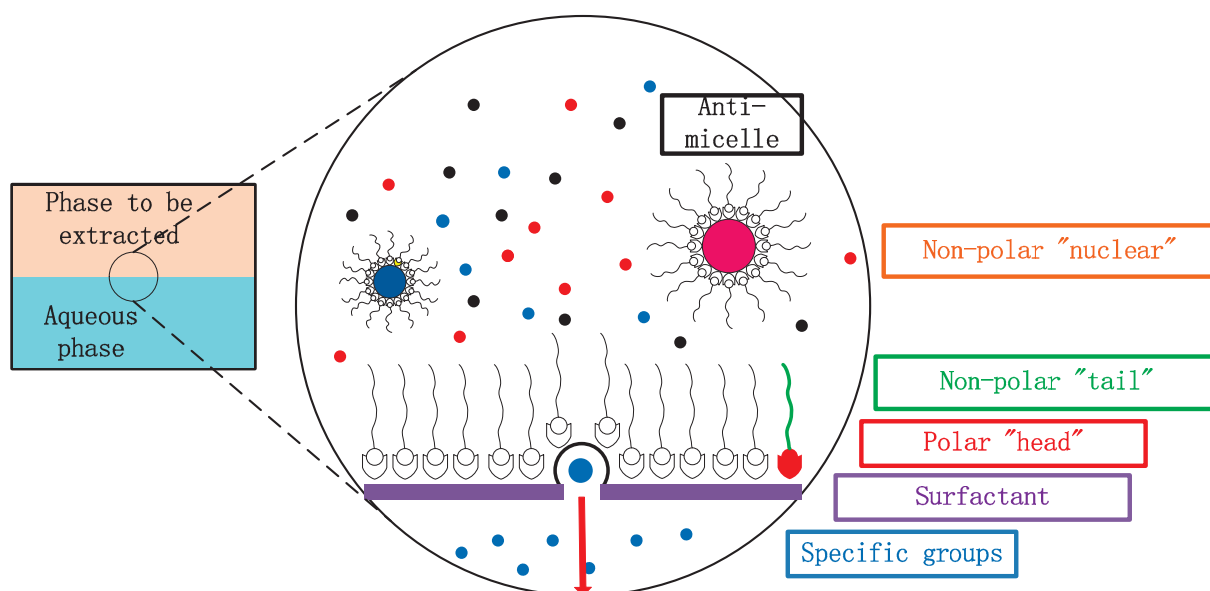 Anti-
micelle
Phase to be
extracted
Aqueous
phase
Non-polar "nuclear"
Non-polar "tail"
Polar "head"
Surfactant
Specific groups